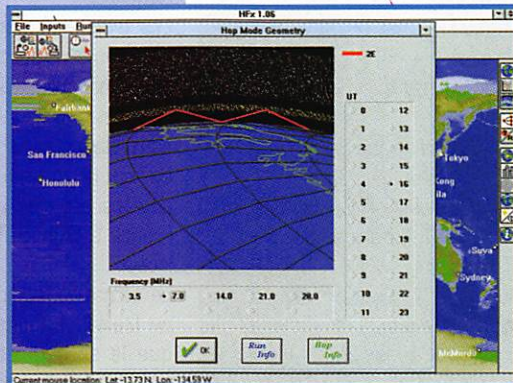 HFx 1.06
File Inputs Run
Hop Mode Geometry
2E
UT
0 12
1 13
2 14
3 15
4 16
5 17
6 18
7 19
8 20
9 21
10 22
11 23
Fairbanks
San Francisco
Honolulu
Tokyo
Kong
ila
Suva
Sydney
McMurdo
Frequency (MHz)
3.5 7.0 14.0 21.0 28.0
OK
Run Info
Hop Info
Current mouse location: Lat -13.73 N, Lon -134.59 W